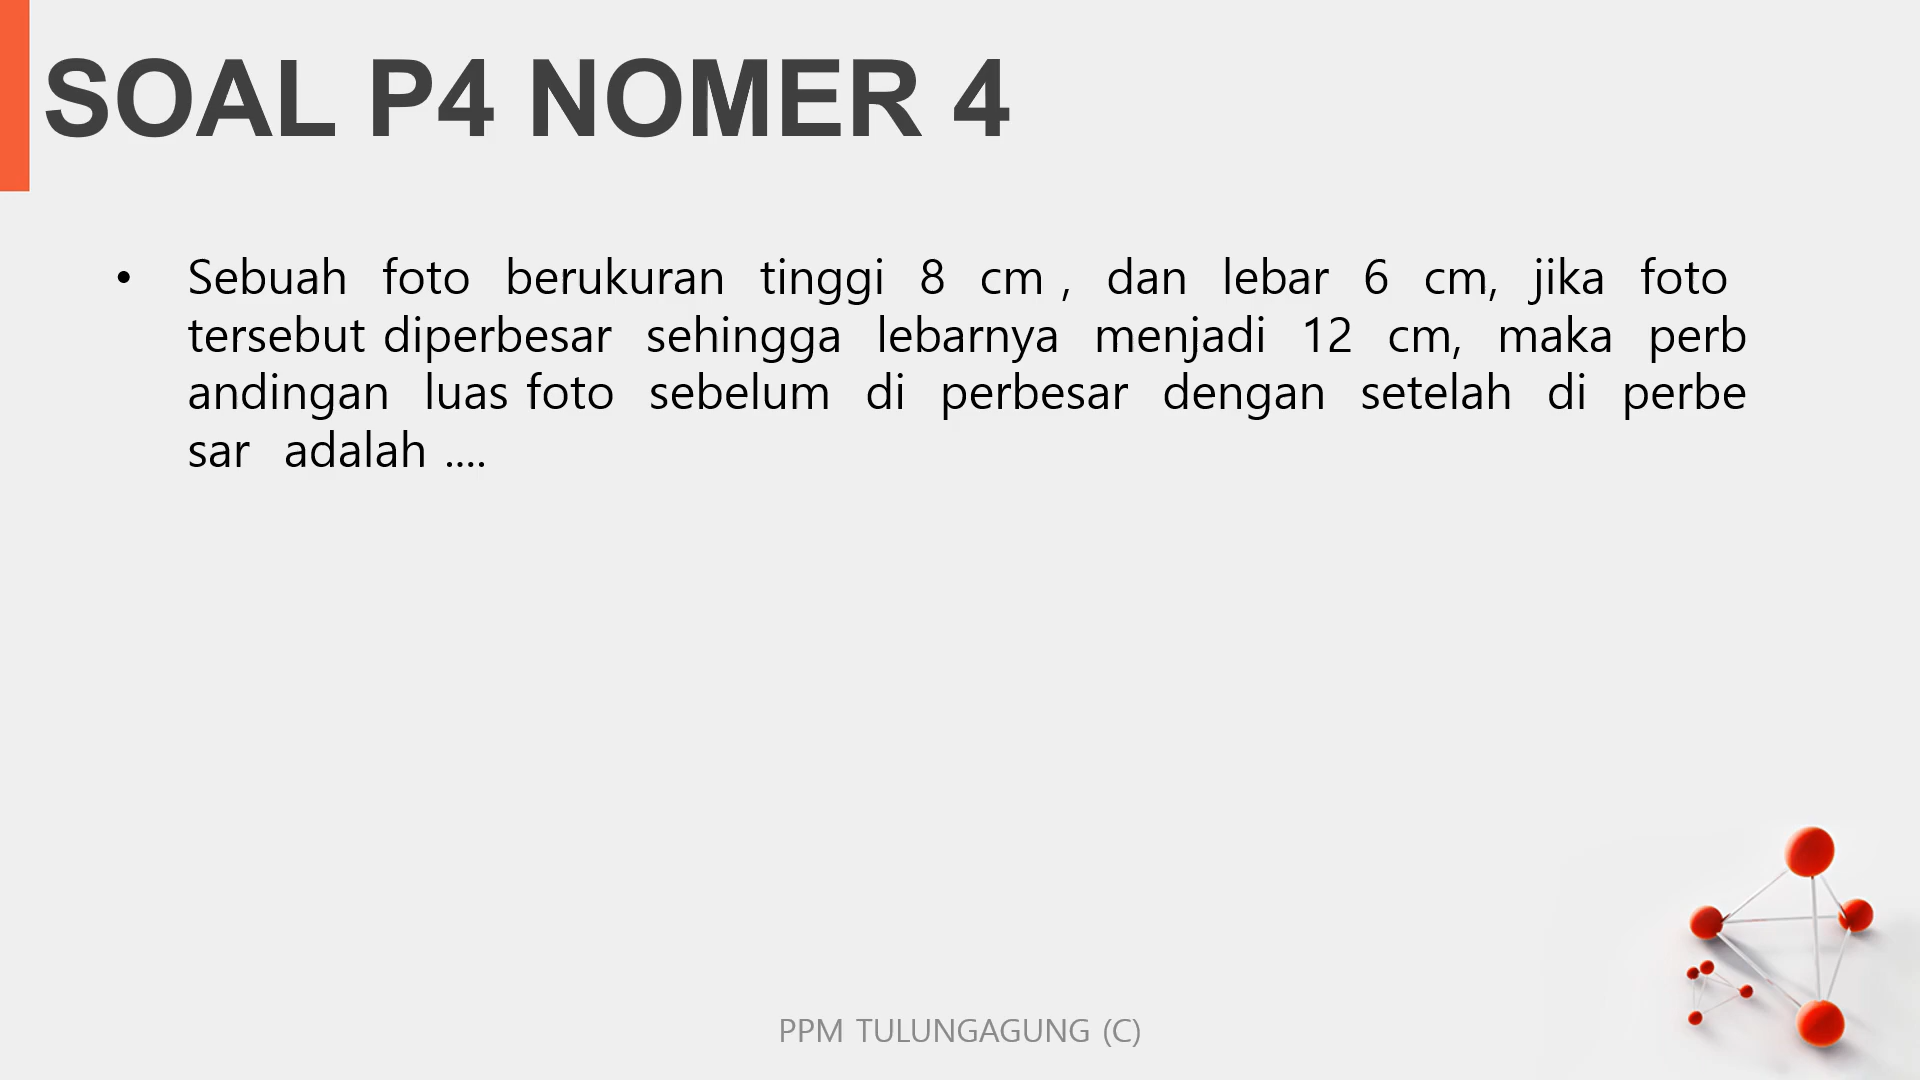 SOAL P4 NOMER 4
• Sebuah foto berukuran tinggi 8 cm , dan lebar 6 cm, jika foto
tersebut diperbesar sehingga lebarnya menjadi 12 cm, maka perb
andingan luas foto sebelum di perbesar dengan setelah di perbe
sar adalah ....
PPM TULUNGAGUNG (C)